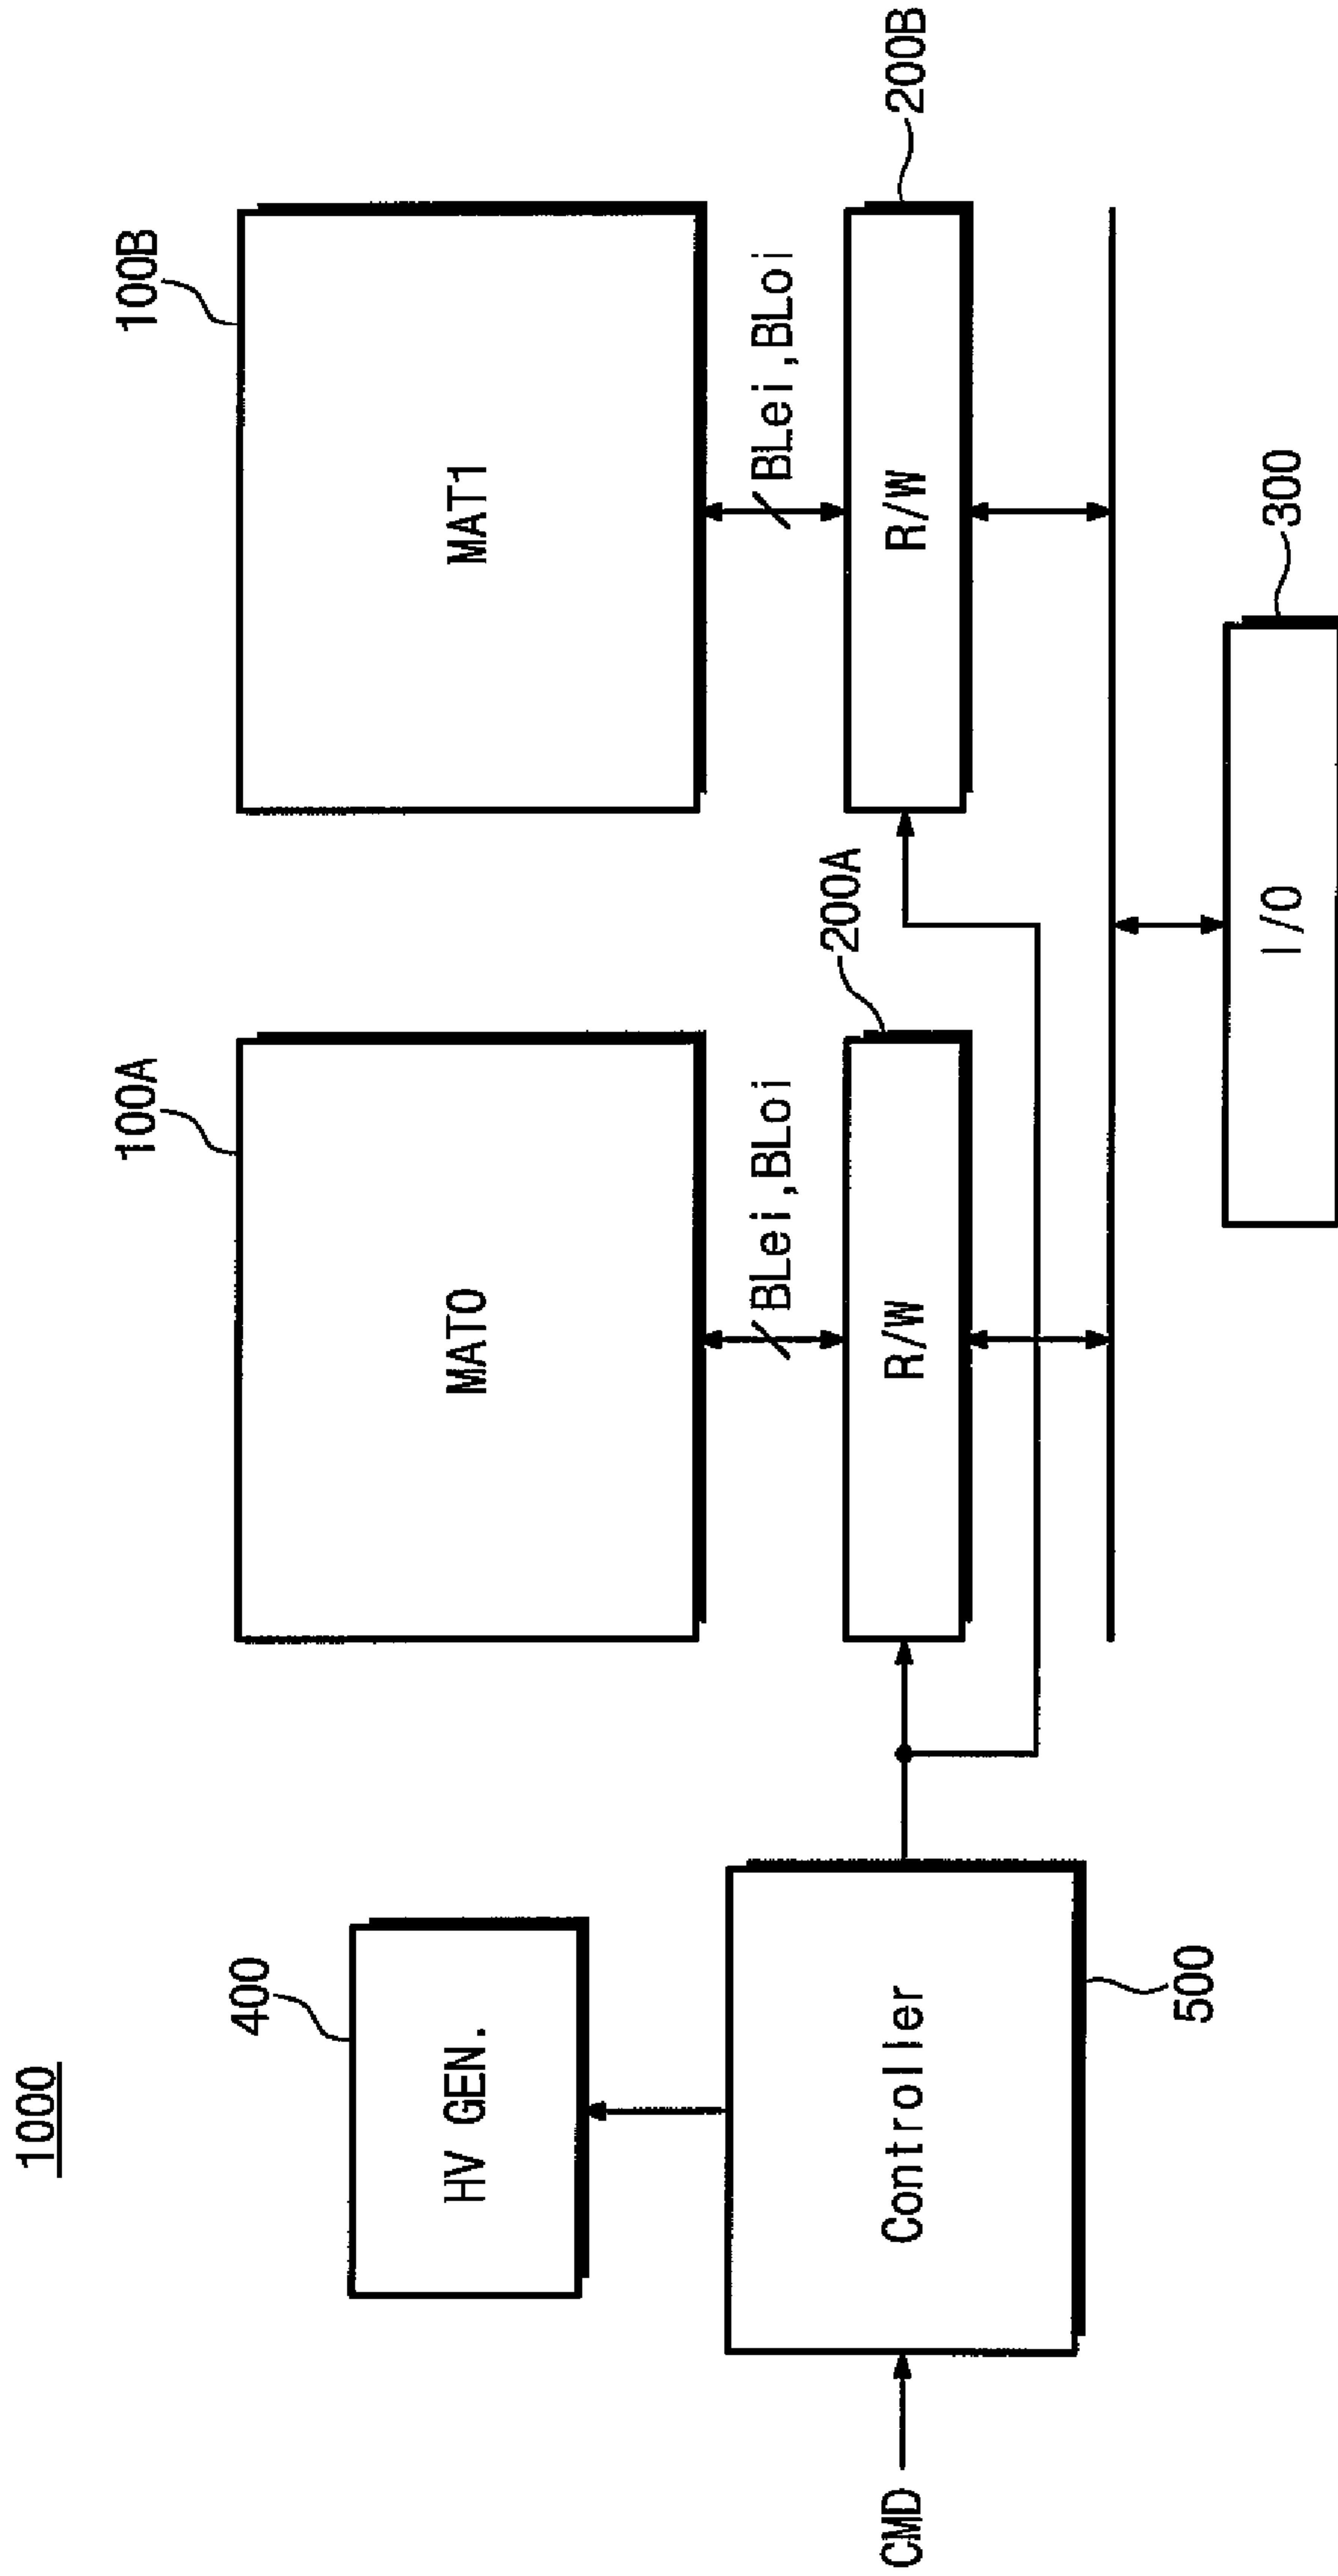 1000
100A
100B
400
MAT0
MAT1
HV GEN.
BLei,BLoi
BLei,BLoi
200A
200B
CMD
Controller
R/W
R/W
500
300
I/O